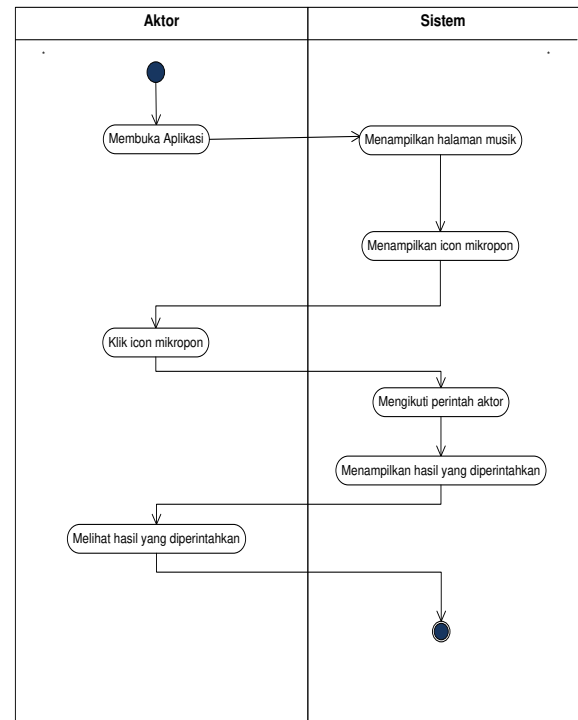 Aktor
Sistem
Membuka Aplikasi
Menampilkan halaman musik
Menampilkan icon mikropon
Klik icon mikropon
Mengikuti perintah aktor
Menampilkan hasil yang diperintahkan
Melihat hasil yang diperintahkan